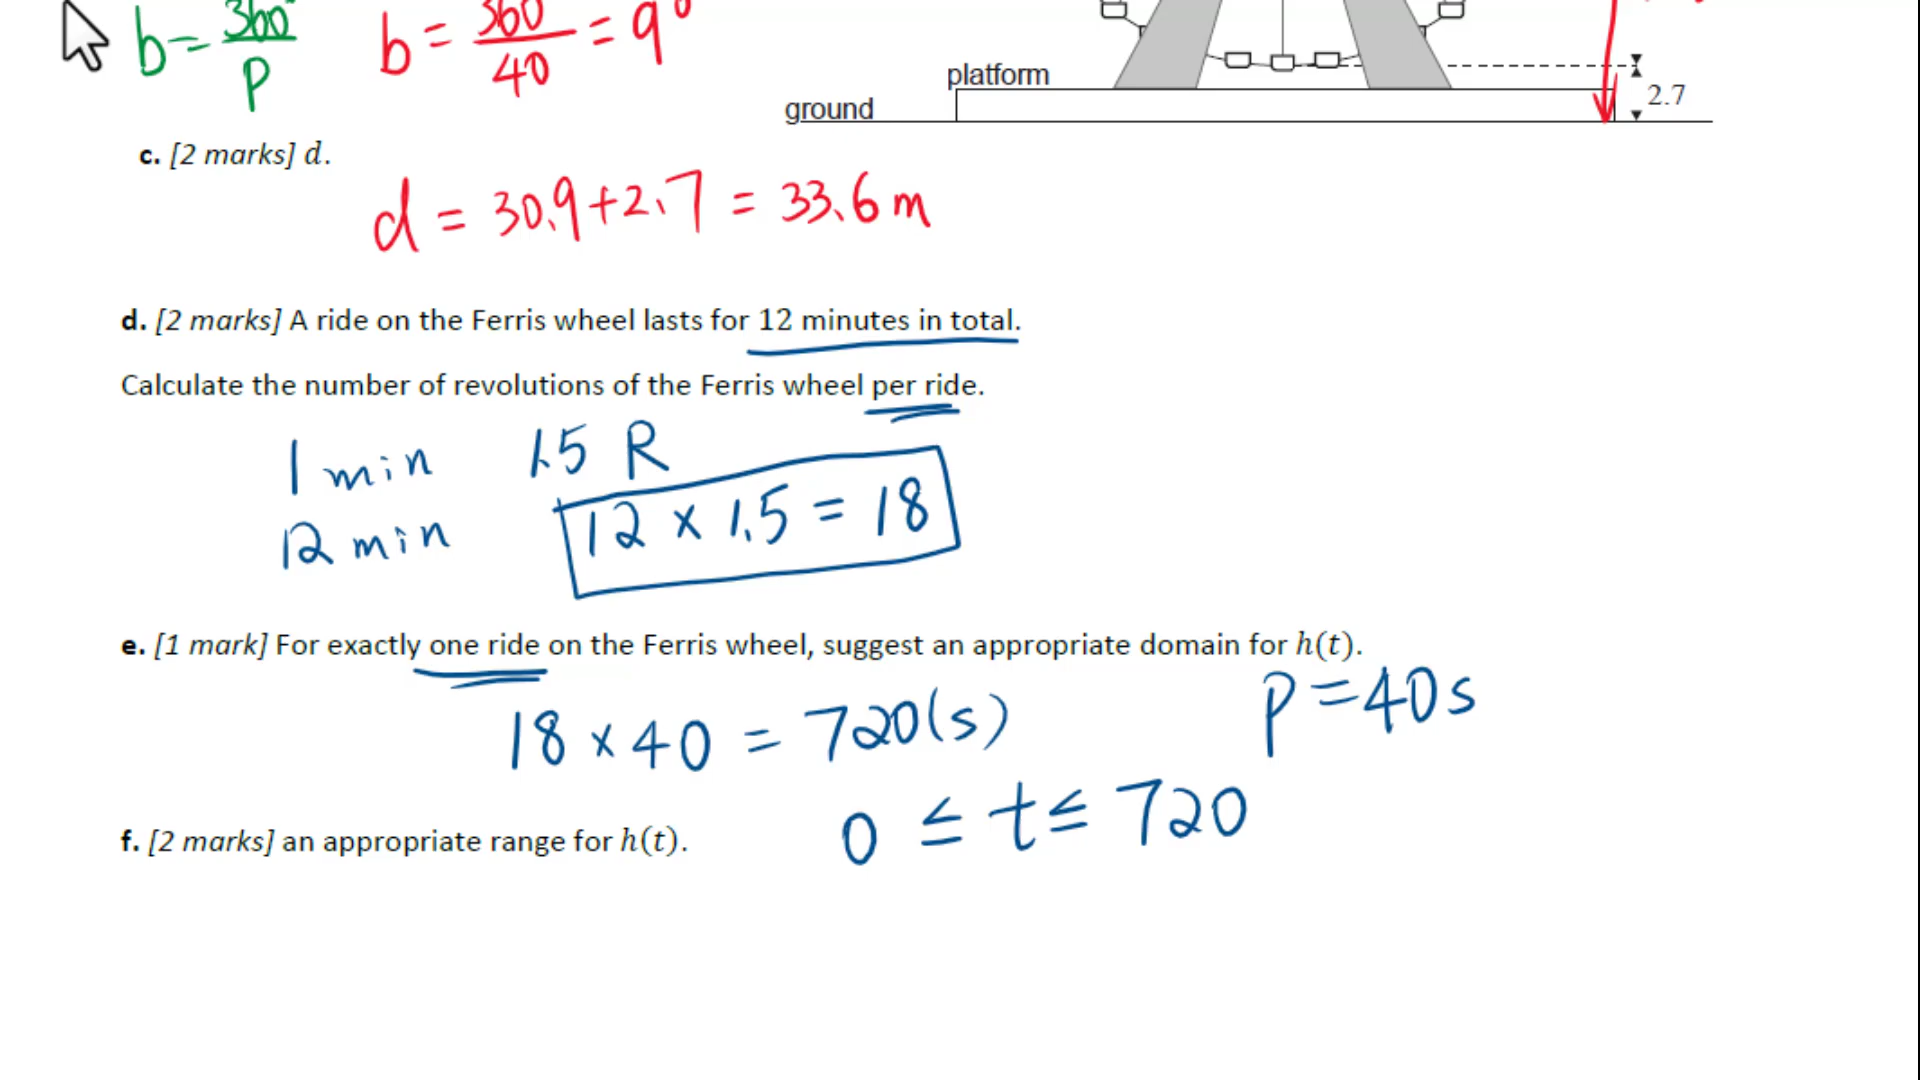 b = 360° / P
b = 360 / 40 = 9°
platform
ground
2.7
c. [2 marks] d.
d = 30.9 + 2.7 = 33.6 m
d. [2 marks] A ride on the Ferris wheel lasts for 12 minutes in total.
Calculate the number of revolutions of the Ferris wheel per ride.
1 min 1.5 R
12 min 12 × 1.5 = 18
e. [1 mark] For exactly one ride on the Ferris wheel, suggest an appropriate domain for h(t).
18 × 40 = 720(s) P = 40s
0 ≤ t ≤ 720
f. [2 marks] an appropriate range for h(t).